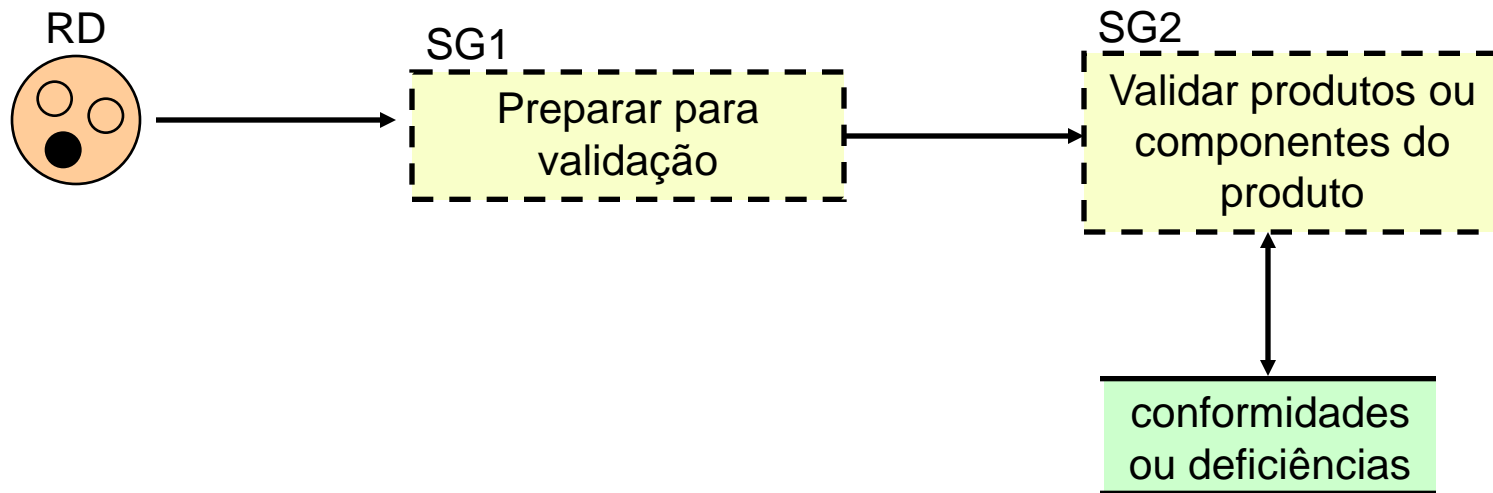 RD
SG1
Preparar para
validação
SG2
Validar produtos ou
componentes do
produto
conformidades
ou deficiências